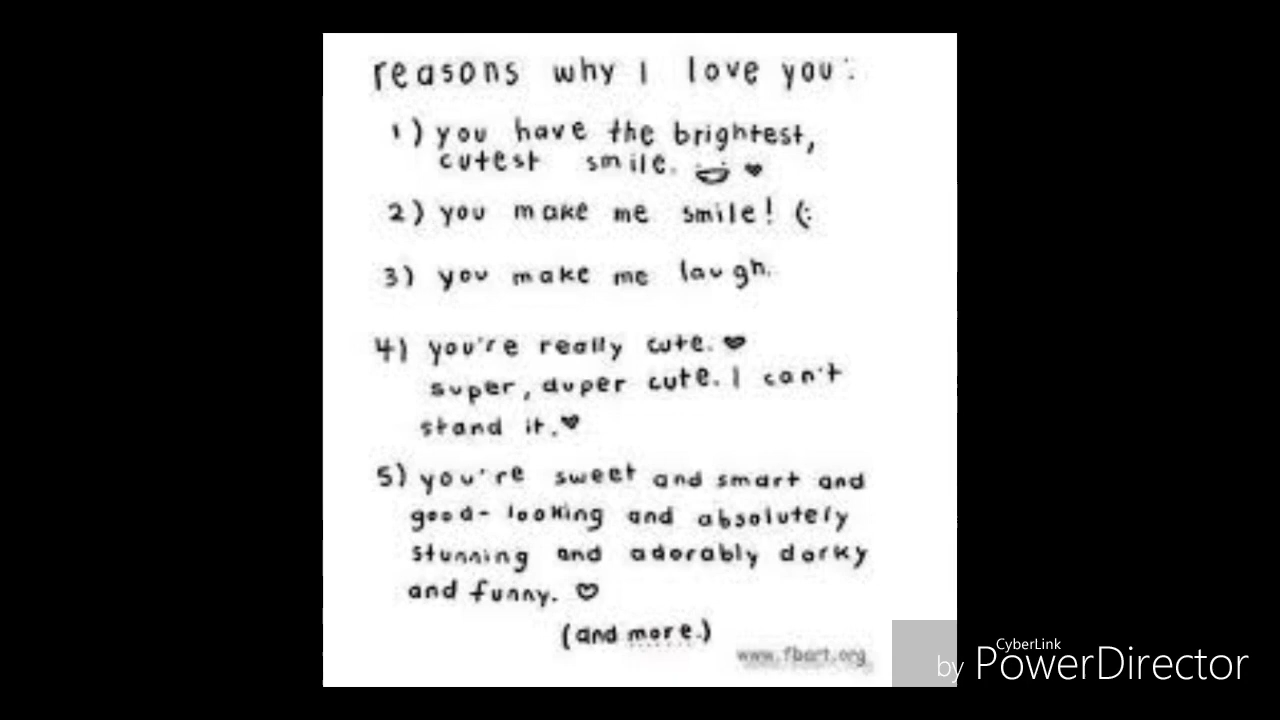 reasons why I love you:
1) you have the brightest,
cutest smile.
2) you make me smile! (:
3) you make me laugh.
4) you're really cute. ♥
super, duper cute. I can't
stand it. ♥
5) you're sweet and smart and
good-looking and absolutely
stunning and adorably dorky
and funny. ♡
(and more.)
www.fbart.org
CyberLink
by PowerDirector